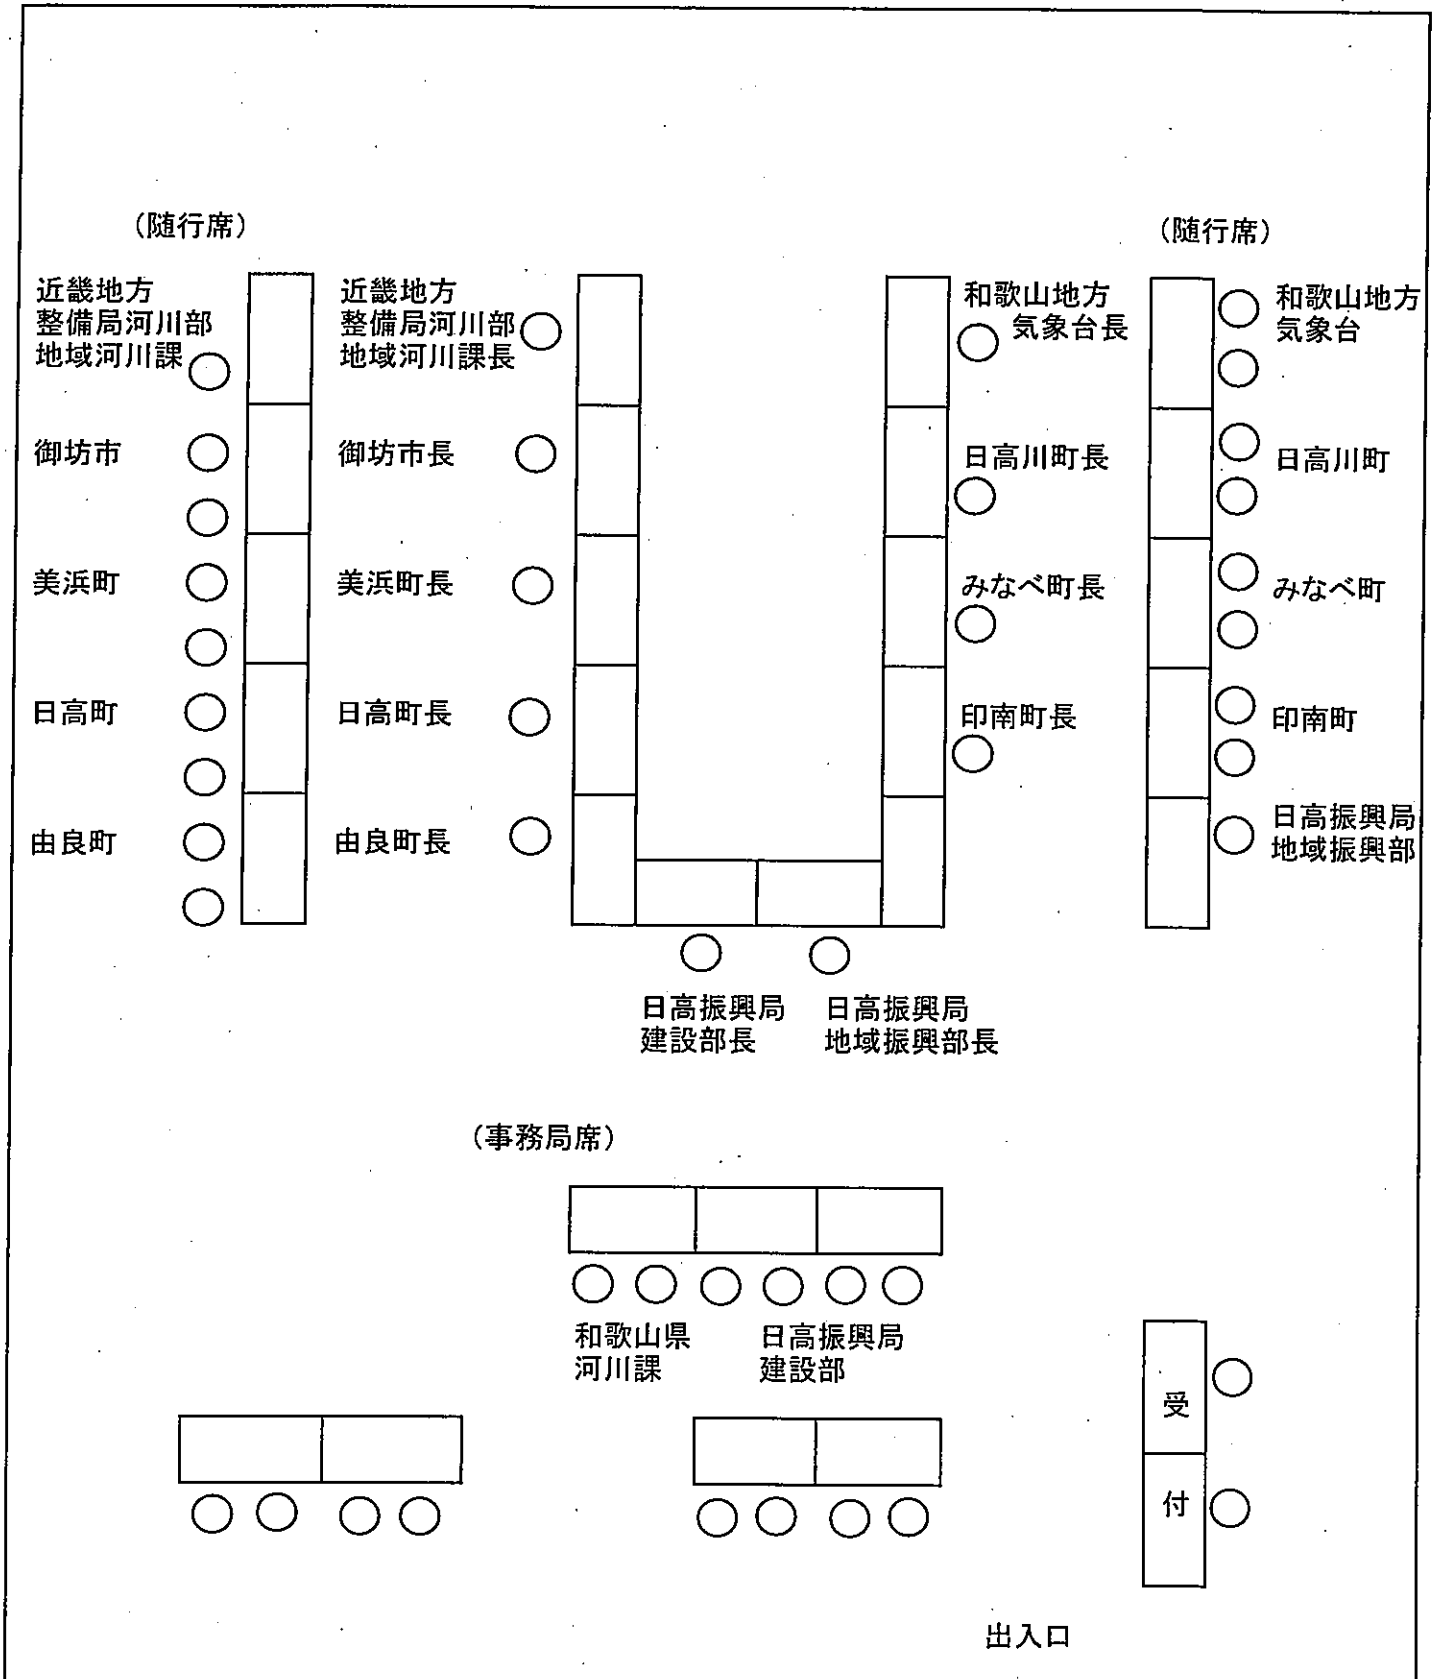 (随行席)
(随行席)
近畿地方
整備局河川部
地域河川課
近畿地方
整備局河川部
地域河川課長
和歌山地方
気象台長
和歌山地方
気象台
御坊市
御坊市長
日高川町長
日高川町
美浜町
美浜町長
みなべ町長
みなべ町
日高町
日高町長
印南町長
印南町
由良町
由良町長
日高振興局
地域振興部
日高振興局
建設部長
日高振興局
地域振興部長
(事務局席)
和歌山県
河川課
日高振興局
建設部
受
付
出入口